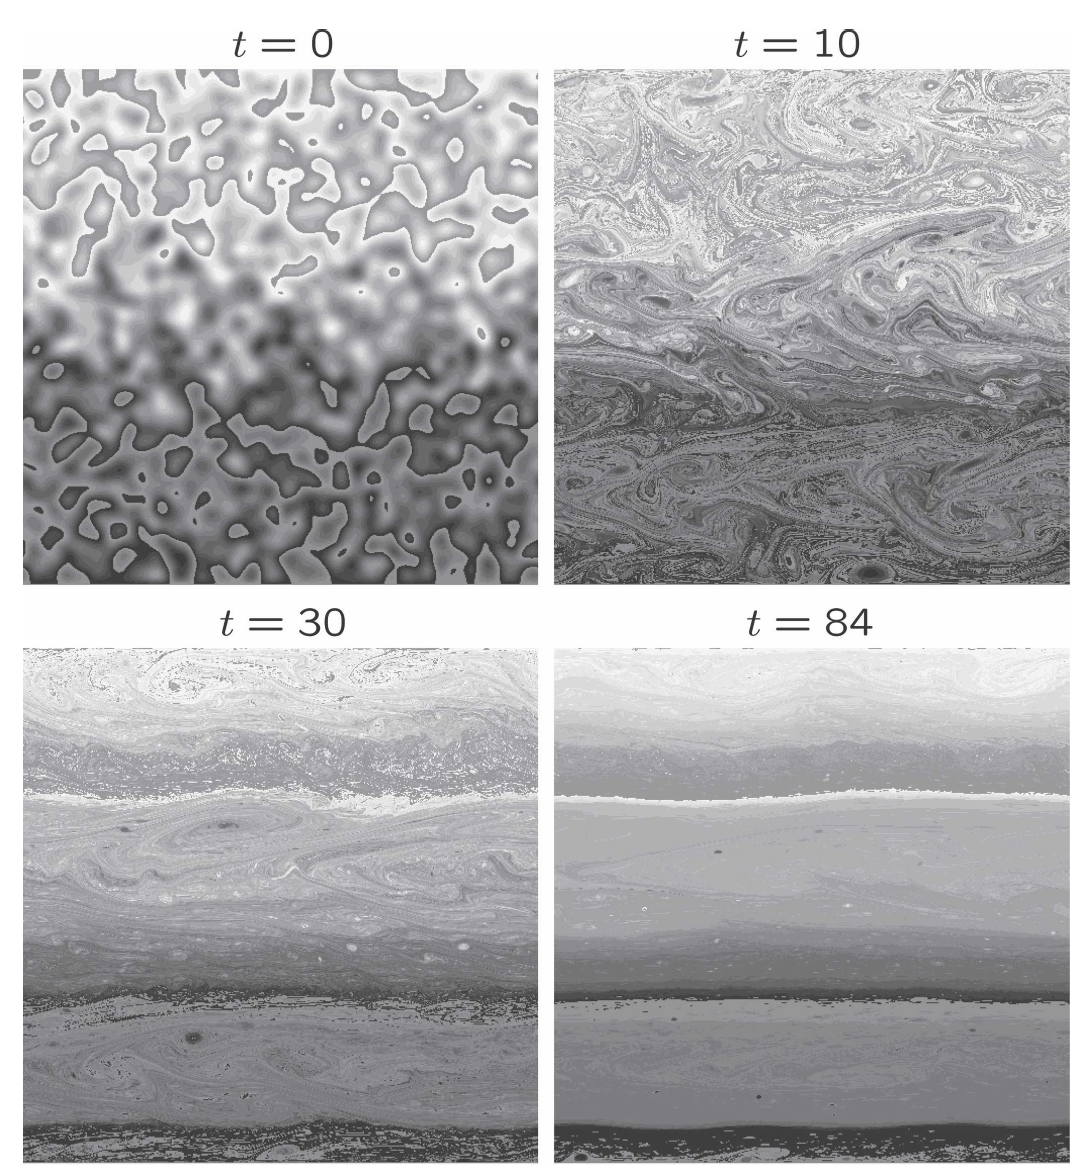 t = 0
t = 10
t = 30
t = 84